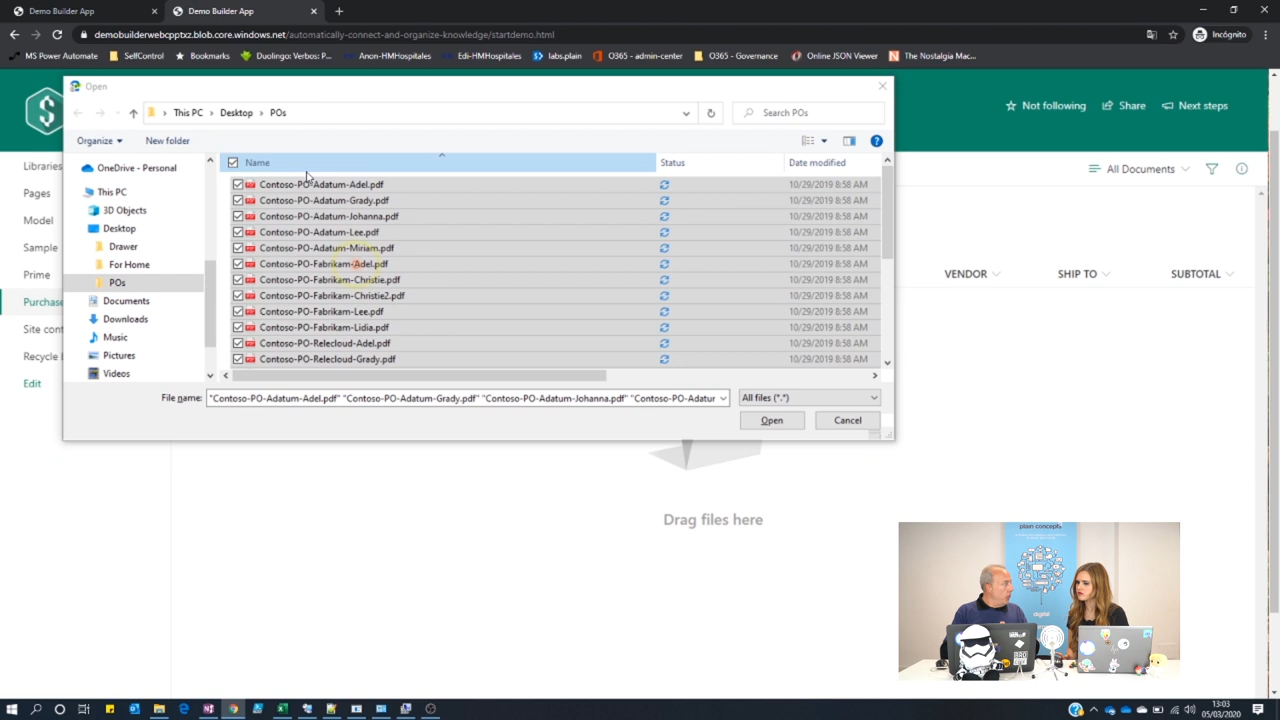 Demo Builder App
Demo Builder App
demobuilderwebcpptxz.blob.core.windows.net/automatically-connect-and-organize-knowledge/startdemo.html
Incógnito
MS Power Automate
SelfControl
Bookmarks
Duolingo: Verbos: P...
Anon-HMHospitales
Edi-HMHospitales
labs.plain
O365 - admin-center
O365 - Governance
Online JSON Viewer
The Nostalgia Mac...
Open
This PC > Desktop > POs
Search POs
Not following
Share
Next steps
Organize
New folder
Name
Status
Date modified
Libraries
Pages
Model
Sample
Prime
Purchase
Site cont
Recycle b
Edit
OneDrive - Personal
This PC
3D Objects
Desktop
Drawer
For Home
POs
Documents
Downloads
Music
Pictures
Videos
Contoso-PO-Adatum-Adel.pdf 10/29/2019 8:58 AM
Contoso-PO-Adatum-Grady.pdf 10/29/2019 8:58 AM
Contoso-PO-Adatum-Johanna.pdf 10/29/2019 8:58 AM
Contoso-PO-Adatum-Lee.pdf 10/29/2019 8:58 AM
Contoso-PO-Adatum-Miriam.pdf 10/29/2019 8:58 AM
Contoso-PO-Fabrikam-Adel.pdf 10/29/2019 8:58 AM
Contoso-PO-Fabrikam-Christie.pdf 10/29/2019 8:58 AM
Contoso-PO-Fabrikam-Christie2.pdf 10/29/2019 8:58 AM
Contoso-PO-Fabrikam-Lee.pdf 10/29/2019 8:58 AM
Contoso-PO-Fabrikam-Lidia.pdf 10/29/2019 8:58 AM
Contoso-PO-Relecloud-Adel.pdf 10/29/2019 8:58 AM
Contoso-PO-Relecloud-Grady.pdf 10/29/2019 8:58 AM
File name: "Contoso-PO-Adatum-Adel.pdf" "Contoso-PO-Adatum-Grady.pdf" "Contoso-PO-Adatum-Johanna.pdf" "Contoso-PO-Adatur
All files (*.*)
Open
Cancel
All Documents
VENDOR
SHIP TO
SUBTOTAL
Drag files here
plain concepts
digital
13:03
05/03/2020